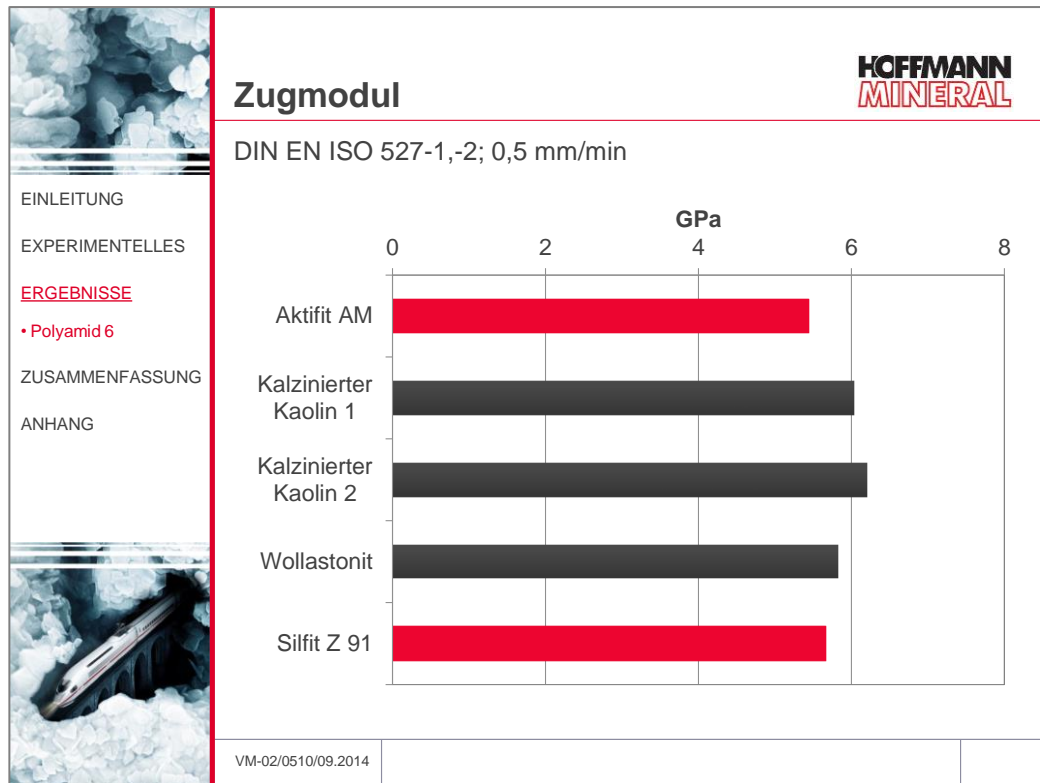 Zugmodul
HOFFMANN
MINERAL
DIN EN ISO 527-1,-2; 0,5 mm/min
EINLEITUNG
EXPERIMENTELLES
ERGEBNISSE
• Polyamid 6
ZUSAMMENFASSUNG
ANHANG
GPa
0 2 4 6 8
Aktifit AM
Kalzinierter
Kaolin 1
Kalzinierter
Kaolin 2
Wollastonit
Silfit Z 91
VM-02/0510/09.2014